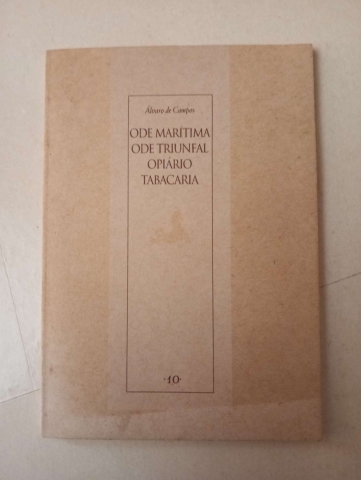 Álvaro de Campos
ODE MARÍTIMA
ODE TRIUNFAL
OPIÁRIO
TABACARIA
·10·